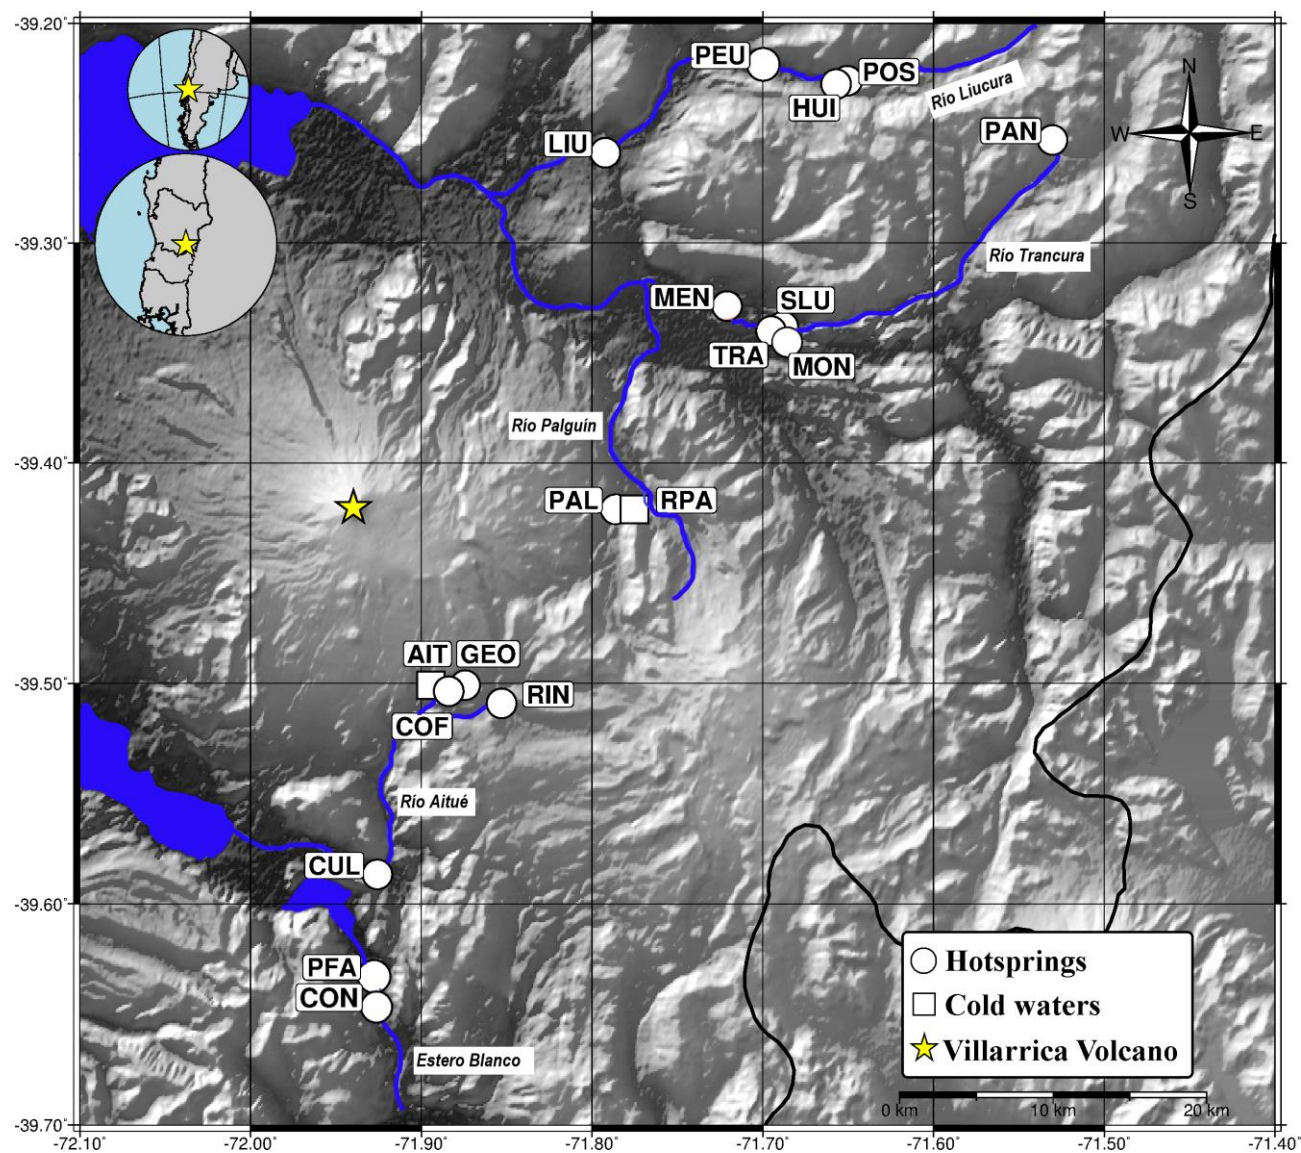 -39.20°
-39.30°
-39.40°
-39.50°
-39.60°
-39.70°
-72.10°
-72.00°
-71.90°
-71.80°
-71.70°
-71.60°
-71.50°
-71.40°
PEU
POS
HUI
Río Liucura
LIU
PAN
N
W
E
S
Río Trancura
MEN
SLU
TRA
MON
Río Palguín
PAL
RPA
AIT
GEO
RIN
COF
Río Aitué
CUL
PFA
CON
Estero Blanco
Hotsprings
Cold waters
Villarrica Volcano
0 km
10 km
20 km